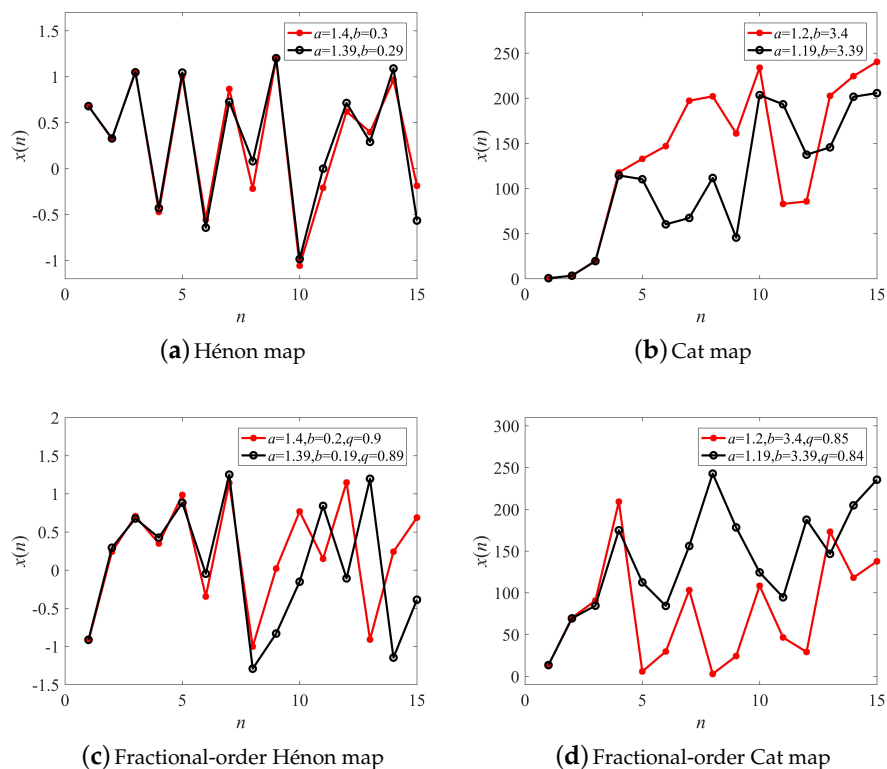 1.5
1
0.5
0
-0.5
-1
x(n)
0 5 10 15
n
a=1.4,b=0.3
a=1.39,b=0.29
(a) Hénon map
250
200
150
100
50
0
x(n)
0 5 10 15
n
a=1.2,b=3.4
a=1.19,b=3.39
(b) Cat map
2
1.5
1
0.5
0
-0.5
-1
-1.5
x(n)
0 5 10 15
n
a=1.4,b=0.2,q=0.9
a=1.39,b=0.19,q=0.89
(c) Fractional-order Hénon map
300
250
200
150
100
50
0
x(n)
0 5 10 15
n
a=1.2,b=3.4,q=0.85
a=1.19,b=3.39,q=0.84
(d) Fractional-order Cat map